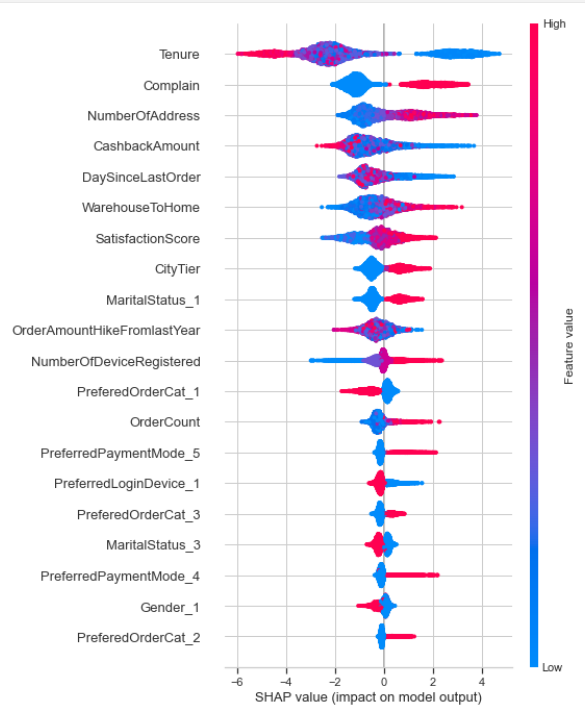 High
Tenure
Complain
NumberOfAddress
CashbackAmount
DaySinceLastOrder
WarehouseToHome
SatisfactionScore
CityTier
MaritalStatus_1
OrderAmountHikeFromlastYear
NumberOfDeviceRegistered
PreferedOrderCat_1
OrderCount
PreferredPaymentMode_5
PreferredLoginDevice_1
PreferedOrderCat_3
MaritalStatus_3
PreferredPaymentMode_4
Gender_1
PreferedOrderCat_2
Feature value
Low
−6 −4 −2 0 2 4
SHAP value (impact on model output)